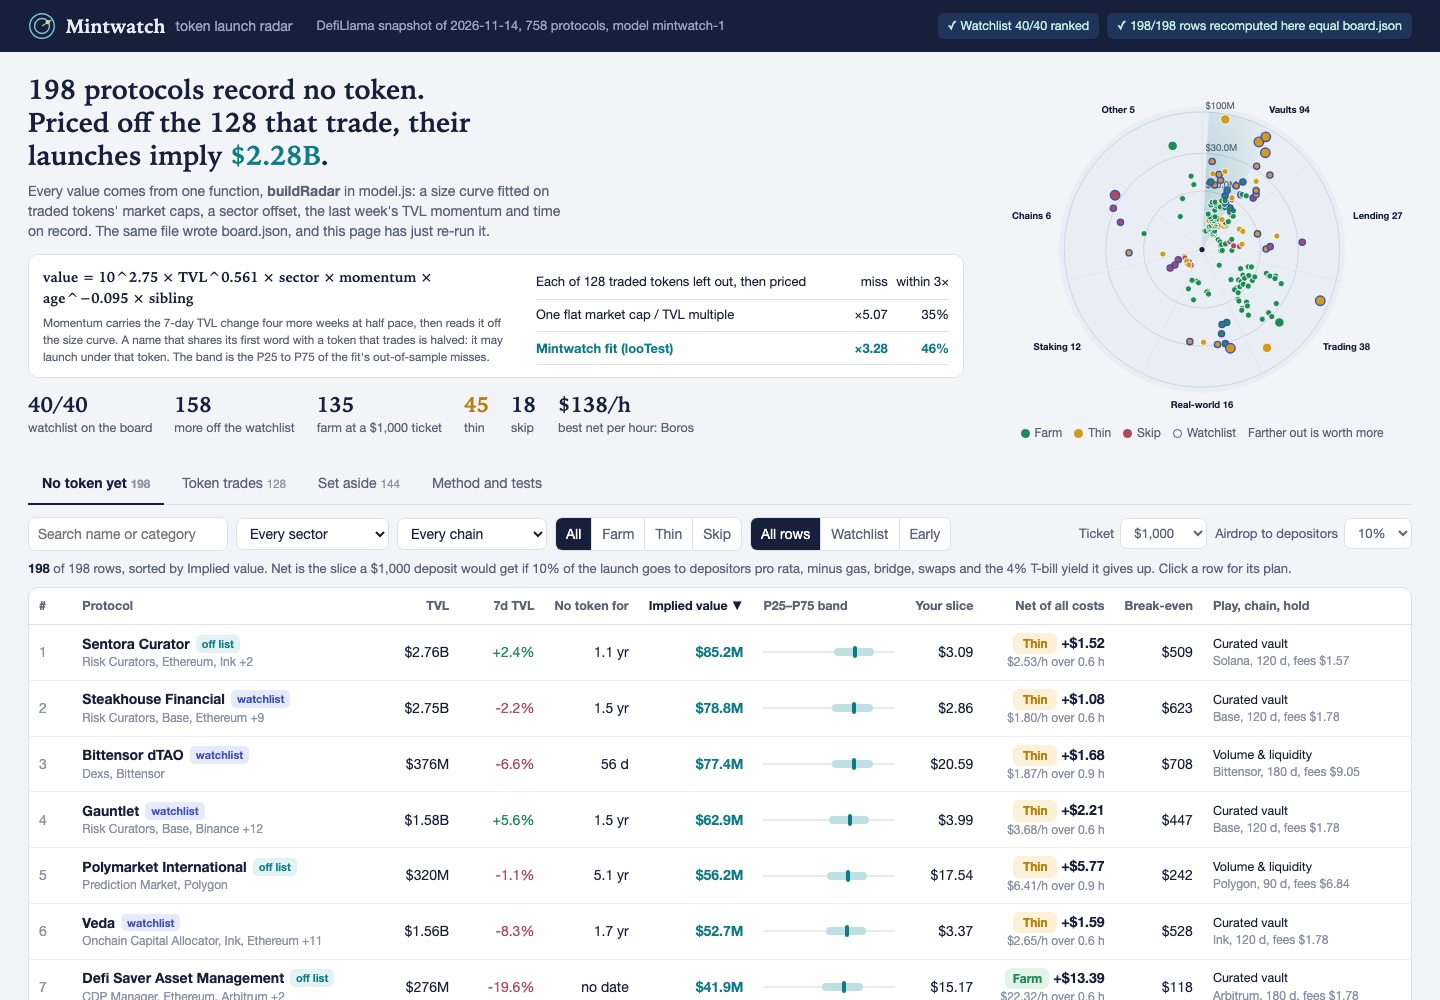 Mintwatch token launch radar DefiLlama snapshot of 2026-11-14, 758 protocols, model mintwatch-1
✓ Watchlist 40/40 ranked ✓ 198/198 rows recomputed here equal board.json
198 protocols record no token.
Priced off the 128 that trade, their
launches imply $2.28B.
Every value comes from one function, buildRadar in model.js: a size curve fitted on
traded tokens' market caps, a sector offset, the last week's TVL momentum and time
on record. The same file wrote board.json, and this page has just re-run it.
value = 10^2.75 × TVL^0.561 × sector × momentum ×
age^−0.095 × sibling
Momentum carries the 7-day TVL change four more weeks at half pace, then reads it off
the size curve. A name that shares its first word with a token that trades is halved: it may
launch under that token. The band is the P25 to P75 of the fit's out-of-sample misses.
Each of 128 traded tokens left out, then priced miss within 3×
One flat market cap / TVL multiple ×5.07 35%
Mintwatch fit (looTest) ×3.28 46%
40/40 158 135 45 18 $138/h
watchlist on the board more off the watchlist farm at a $1,000 ticket thin skip best net per hour: Boros
Other 5 $100M Vaults 94
$30.0M
Chains 6 Lending 27
Staking 12 Trading 38
Real-world 16
Farm Thin Skip Watchlist Farther out is worth more
No token yet 198 Token trades 128 Set aside 144 Method and tests
Search name or category Every sector Every chain All Farm Thin Skip All rows Watchlist Early Ticket $1,000 Airdrop to depositors 10%
198 of 198 rows, sorted by Implied value. Net is the slice a $1,000 deposit would get if 10% of the launch goes to depositors pro rata, minus gas, bridge, swaps and the 4% T-bill yield it gives up. Click a row for its plan.
# Protocol TVL 7d TVL No token for Implied value ▼ P25–P75 band Your slice Net of all costs Break-even Play, chain, hold
1 Sentora Curator off list $2.76B +2.4% 1.1 yr $85.2M $3.09 Thin +$1.52 $509 Curated vault
Risk Curators, Ethereum, Ink +2 $2.53/h over 0.6 h Solana, 120 d, fees $1.57
2 Steakhouse Financial watchlist $2.75B -2.2% 1.5 yr $78.8M $2.86 Thin +$1.08 $623 Curated vault
Risk Curators, Base, Ethereum +9 $1.80/h over 0.6 h Base, 120 d, fees $1.78
3 Bittensor dTAO watchlist $376M -6.6% 56 d $77.4M $20.59 Thin +$1.68 $708 Volume & liquidity
Dexs, Bittensor $1.87/h over 0.9 h Bittensor, 180 d, fees $9.05
4 Gauntlet watchlist $1.58B +5.6% 1.5 yr $62.9M $3.99 Thin +$2.21 $447 Curated vault
Risk Curators, Base, Binance +12 $3.68/h over 0.6 h Base, 120 d, fees $1.78
5 Polymarket International off list $320M -1.1% 5.1 yr $56.2M $17.54 Thin +$5.77 $242 Volume & liquidity
Prediction Market, Polygon $6.41/h over 0.9 h Polygon, 90 d, fees $6.84
6 Veda watchlist $1.56B -8.3% 1.7 yr $52.7M $3.37 Thin +$1.59 $528 Curated vault
Onchain Capital Allocator, Ink, Ethereum +11 $2.65/h over 0.6 h Ink, 120 d, fees $1.78
7 Defi Saver Asset Management off list $276M -19.6% no date $41.9M $15.17 Farm +$13.39 $118 Curated vault
CDP Manager, Ethereum, Arbitrum +2 $22.32/h over 0.6 h Arbitrum, 180 d, fees $1.78